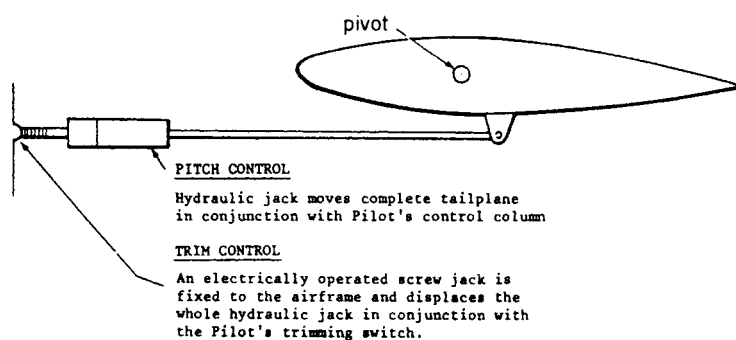 pivot
PITCH CONTROL
Hydraulic jack moves complete tailplane
in conjunction with Pilot's control column
TRIM CONTROL
An electrically operated screw jack is
fixed to the airframe and displaces the
whole hydraulic jack in conjunction with
the Pilot's trimming switch.